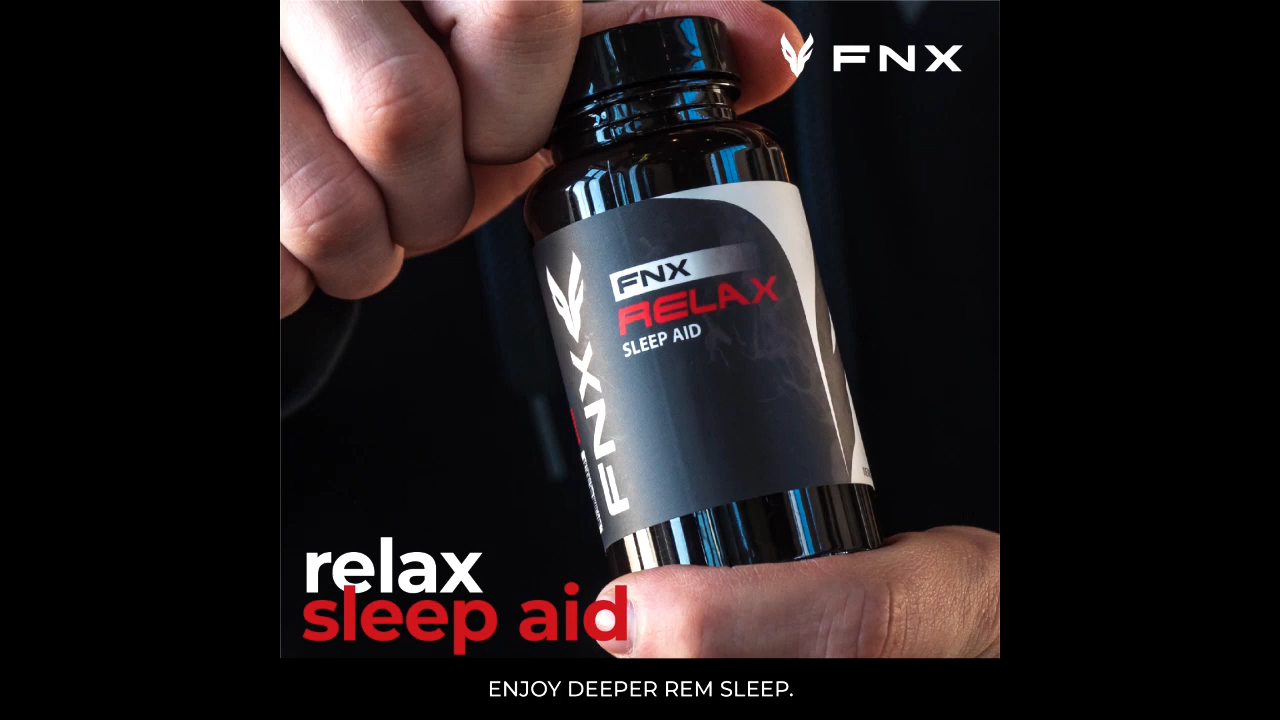 FNX
FNX
RELAX
SLEEP AID
FNX
relax
sleep aid
ENJOY DEEPER REM SLEEP.